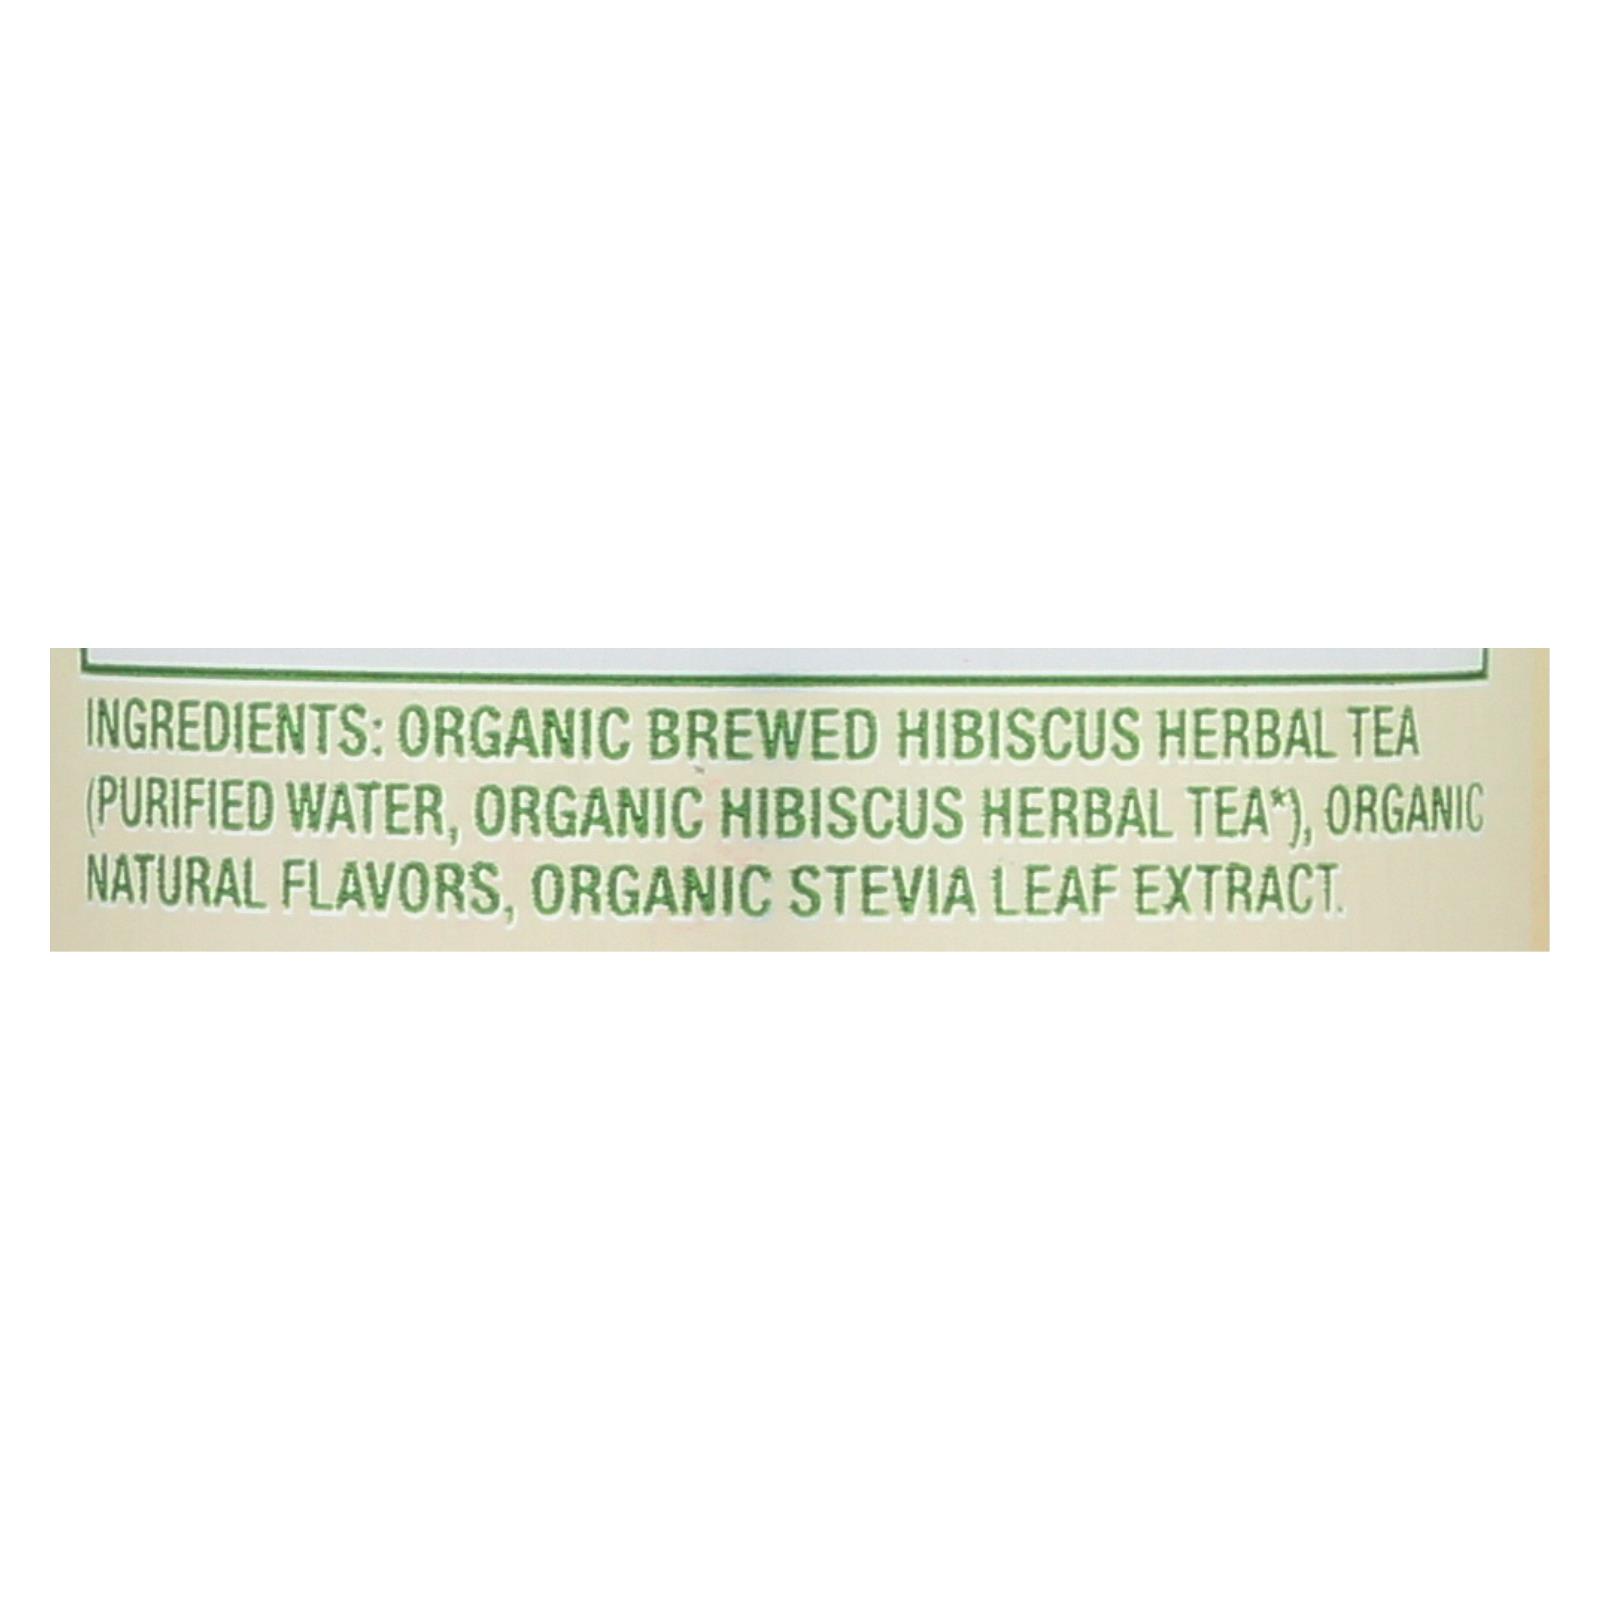 INGREDIENTS: ORGANIC BREWED HIBISCUS HERBAL TEA
(PURIFIED WATER, ORGANIC HIBISCUS HERBAL TEA*), ORGANIC
NATURAL FLAVORS, ORGANIC STEVIA LEAF EXTRACT.